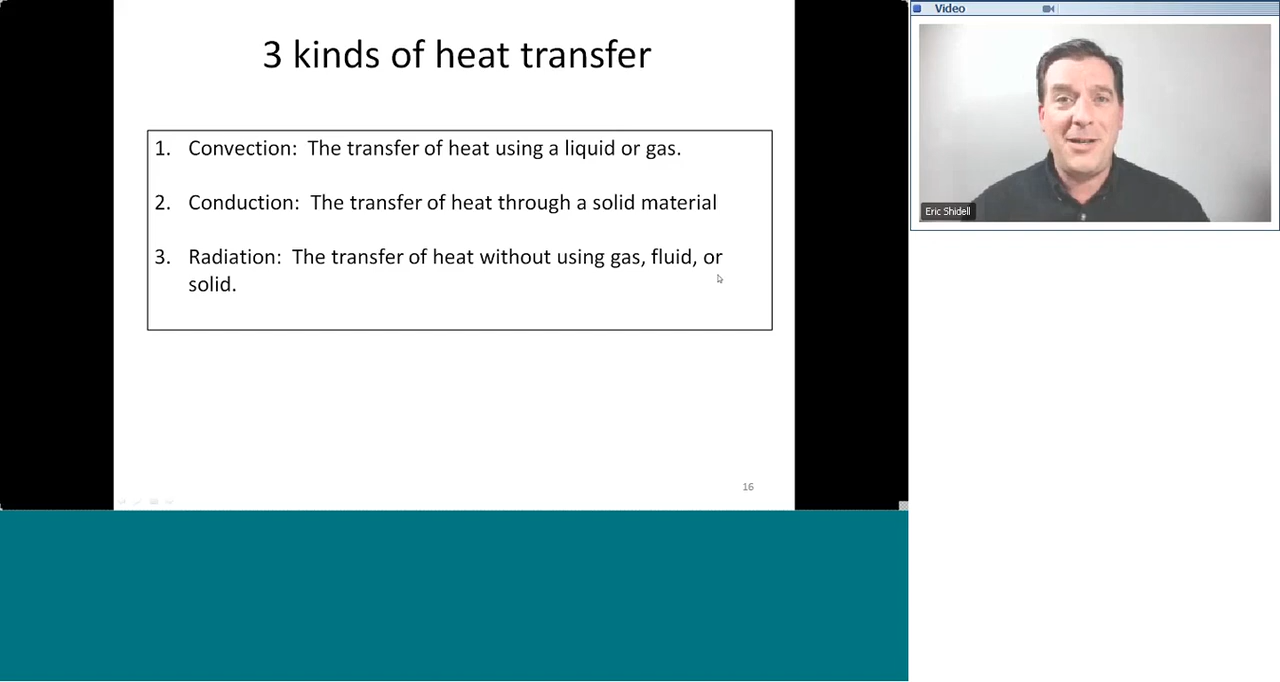 3 kinds of heat transfer
1. Convection: The transfer of heat using a liquid or gas.
2. Conduction: The transfer of heat through a solid material
3. Radiation: The transfer of heat without using gas, fluid, or
solid.
16
Video
Eric Shidell